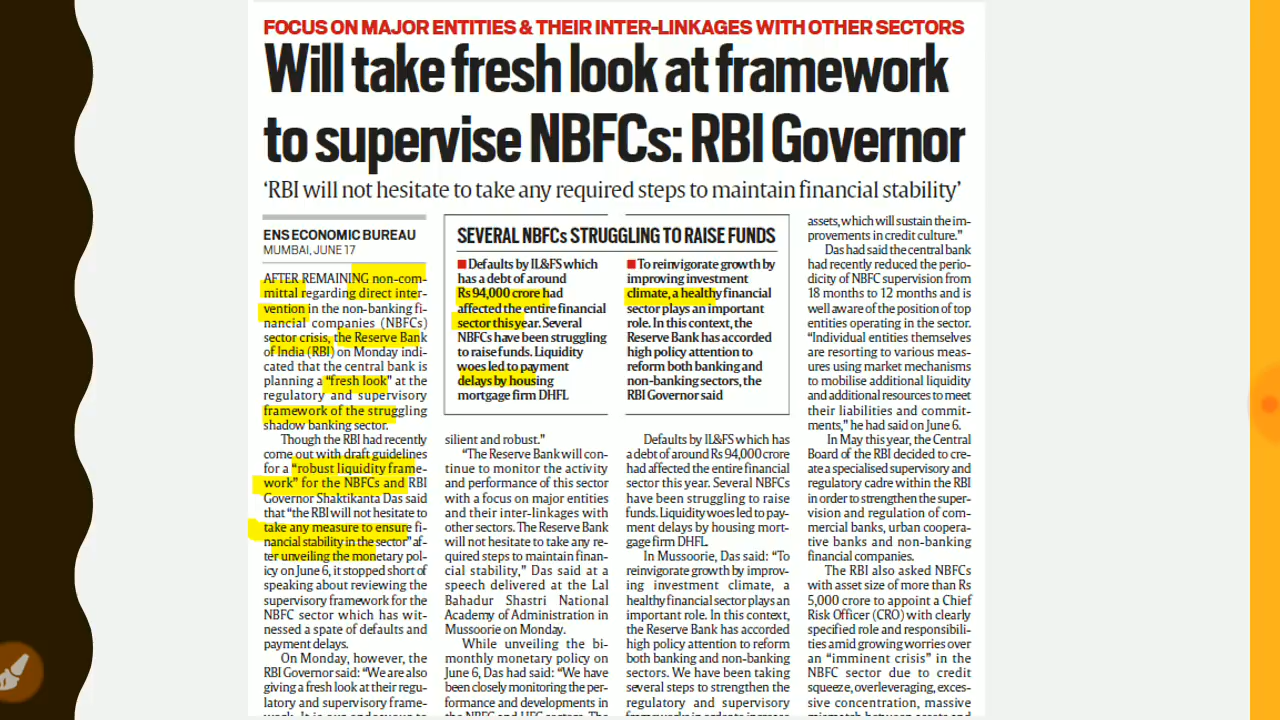 FOCUS ON MAJOR ENTITIES & THEIR INTER-LINKAGES WITH OTHER SECTORS
Will take fresh look at framework
to supervise NBFCs: RBI Governor
‘RBI will not hesitate to take any required steps to maintain financial stability’
ENS ECONOMIC BUREAU
MUMBAI, JUNE 17
AFTER REMAINING non-com-
mittal regarding direct inter-
vention in the non-banking fi-
nancial companies (NBFCs)
sector crisis, the Reserve Bank
of India (RBI) on Monday indi-
cated that the central bank is
planning a “fresh look” at the
regulatory and supervisory
framework of the struggling
shadow banking sector.
Though the RBI had recently
come out with draft guidelines
for a “robust liquidity frame-
work” for the NBFCs and RBI
Governor Shaktikanta Das said
that “the RBI will not hesitate to
take any measure to ensure fi-
nancial stability in the sector” af-
ter unveiling the monetary pol-
icy on June 6, it stopped short of
speaking about reviewing the
supervisory framework for the
NBFC sector which has wit-
nessed a spate of defaults and
payment delays.
On Monday, however, the
RBI Governor said: “We are also
giving a fresh look at their regu-
latory and supervisory frame-
work. It is our endeavour to
SEVERAL NBFCs STRUGGLING TO RAISE FUNDS
Defaults by IL&FS which
has a debt of around
Rs 94,000 crore had
affected the entire financial
sector this year. Several
NBFCs have been struggling
to raise funds. Liquidity
woes led to payment
delays by housing
mortgage firm DHFL
To reinvigorate growth by
improving investment
climate, a healthy financial
sector plays an important
role. In this context, the
Reserve Bank has accorded
high policy attention to
reform both banking and
non-banking sectors, the
RBI Governor said
silient and robust.”
“The Reserve Bank will con-
tinue to monitor the activity
and performance of this sector
with a focus on major entities
and their inter-linkages with
other sectors. The Reserve Bank
will not hesitate to take any re-
quired steps to maintain finan-
cial stability,” Das said at a
speech delivered at the Lal
Bahadur Shastri National
Academy of Administration in
Mussoorie on Monday.
While unveiling the bi-
monthly monetary policy on
June 6, Das had said: “We have
been closely monitoring the per-
formance and developments in
the NBFC and HFC sectors. The
Defaults by IL&FS which has
a debt of around Rs 94,000 crore
had affected the entire financial
sector this year. Several NBFCs
have been struggling to raise
funds. Liquidity woes led to pay-
ment delays by housing mort-
gage firm DHFL.
In Mussoorie, Das said: “To
reinvigorate growth by improv-
ing investment climate, a
healthy financial sector plays an
important role. In this context,
the Reserve Bank has accorded
high policy attention to reform
both banking and non-banking
sectors. We have been taking
several steps to strengthen the
regulatory and supervisory
frameworks in order to increase
assets, which will sustain the im-
provements in credit culture.”
Das had said the central bank
had recently reduced the perio-
dicity of NBFC supervision from
18 months to 12 months and is
well aware of the position of top
entities operating in the sector.
“Individual entities themselves
are resorting to various meas-
ures using market mechanisms
to mobilise additional liquidity
and additional resources to meet
their liabilities and commit-
ments,” he had said on June 6.
In May this year, the Central
Board of the RBI decided to cre-
ate a specialised supervisory and
regulatory cadre within the RBI
in order to strengthen the super-
vision and regulation of com-
mercial banks, urban coopera-
tive banks and non-banking
financial companies.
The RBI also asked NBFCs
with asset size of more than Rs
5,000 crore to appoint a Chief
Risk Officer (CRO) with clearly
specified role and responsibili-
ties amid growing worries over
an “imminent crisis” in the
NBFC sector due to credit
squeeze, overleveraging, exces-
sive concentration, massive
mismatch between assets and